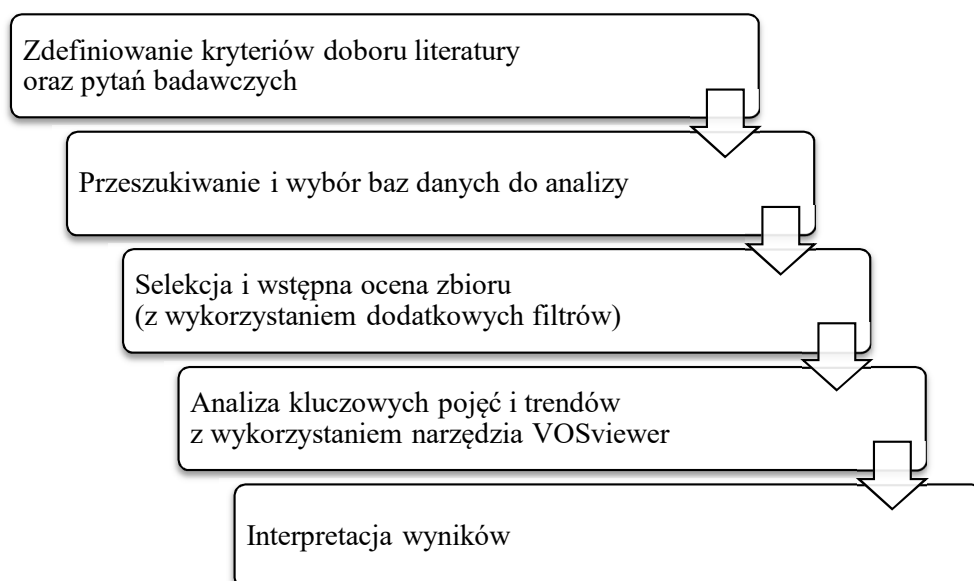 Zdefiniowanie kryteriów doboru literatury
oraz pytań badawczych
Przeszukiwanie i wybór baz danych do analizy
Selekcja i wstępna ocena zbioru
(z wykorzystaniem dodatkowych filtrów)
Analiza kluczowych pojęć i trendów
z wykorzystaniem narzędzia VOSviewer
Interpretacja wyników